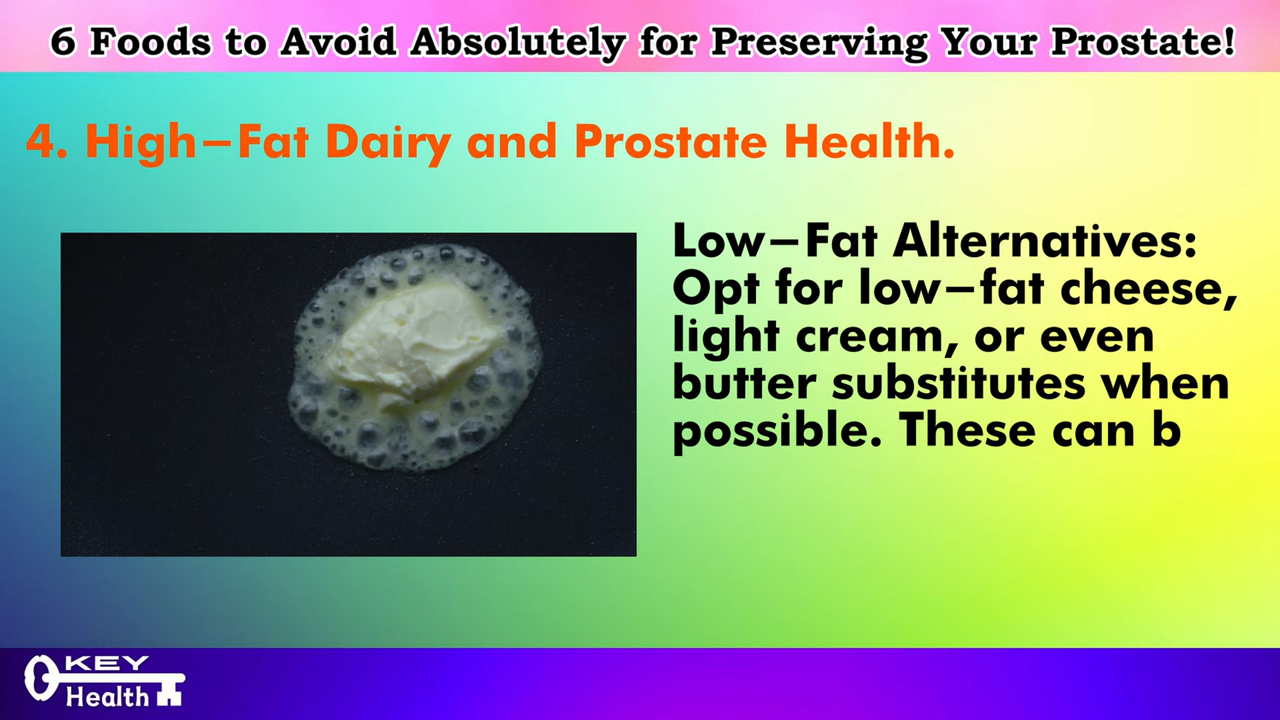 6 Foods to Avoid Absolutely for Preserving Your Prostate!
4. High–Fat Dairy and Prostate Health.
Low–Fat Alternatives:
Opt for low–fat cheese,
light cream, or even
butter substitutes when
possible. These can b
KEY
Health